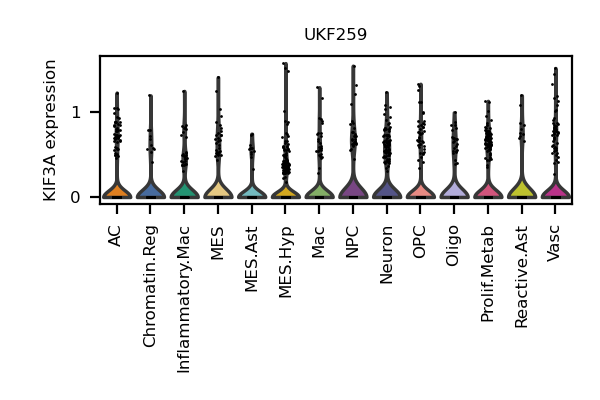 UKF259
KIF3A expression
1
0
AC
Chromatin.Reg
Inflammatory.Mac
MES
MES.Ast
MES.Hyp
Mac
NPC
Neuron
OPC
Oligo
Prolif.Metab
Reactive.Ast
Vasc